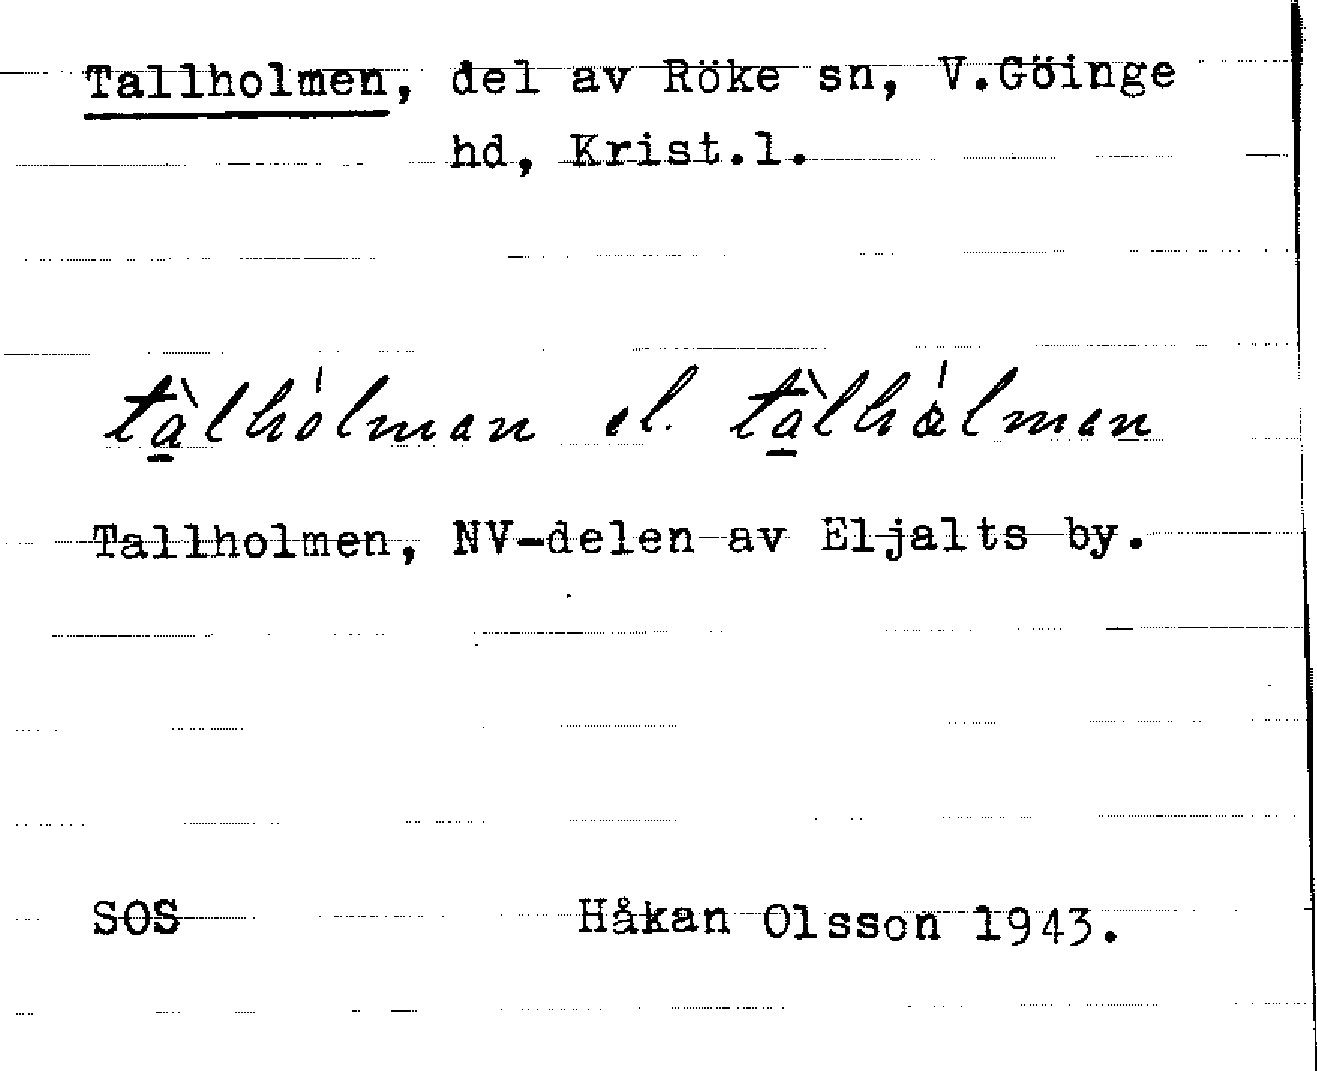 Tallholmen, del av Röke sn, V.Göinge
hd, Krist.l.
tàlhólman el. tàlhålman
Tallholmen, NV-delen av Eljalts by.
SOS Håkan Olsson 1943.